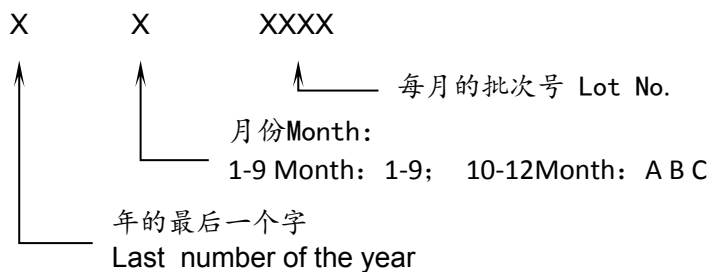 X X XXXX
每月的批次号 Lot No.
月份Month：
1-9 Month：1-9； 10-12Month：A B C
年的最后一个字
Last number of the year